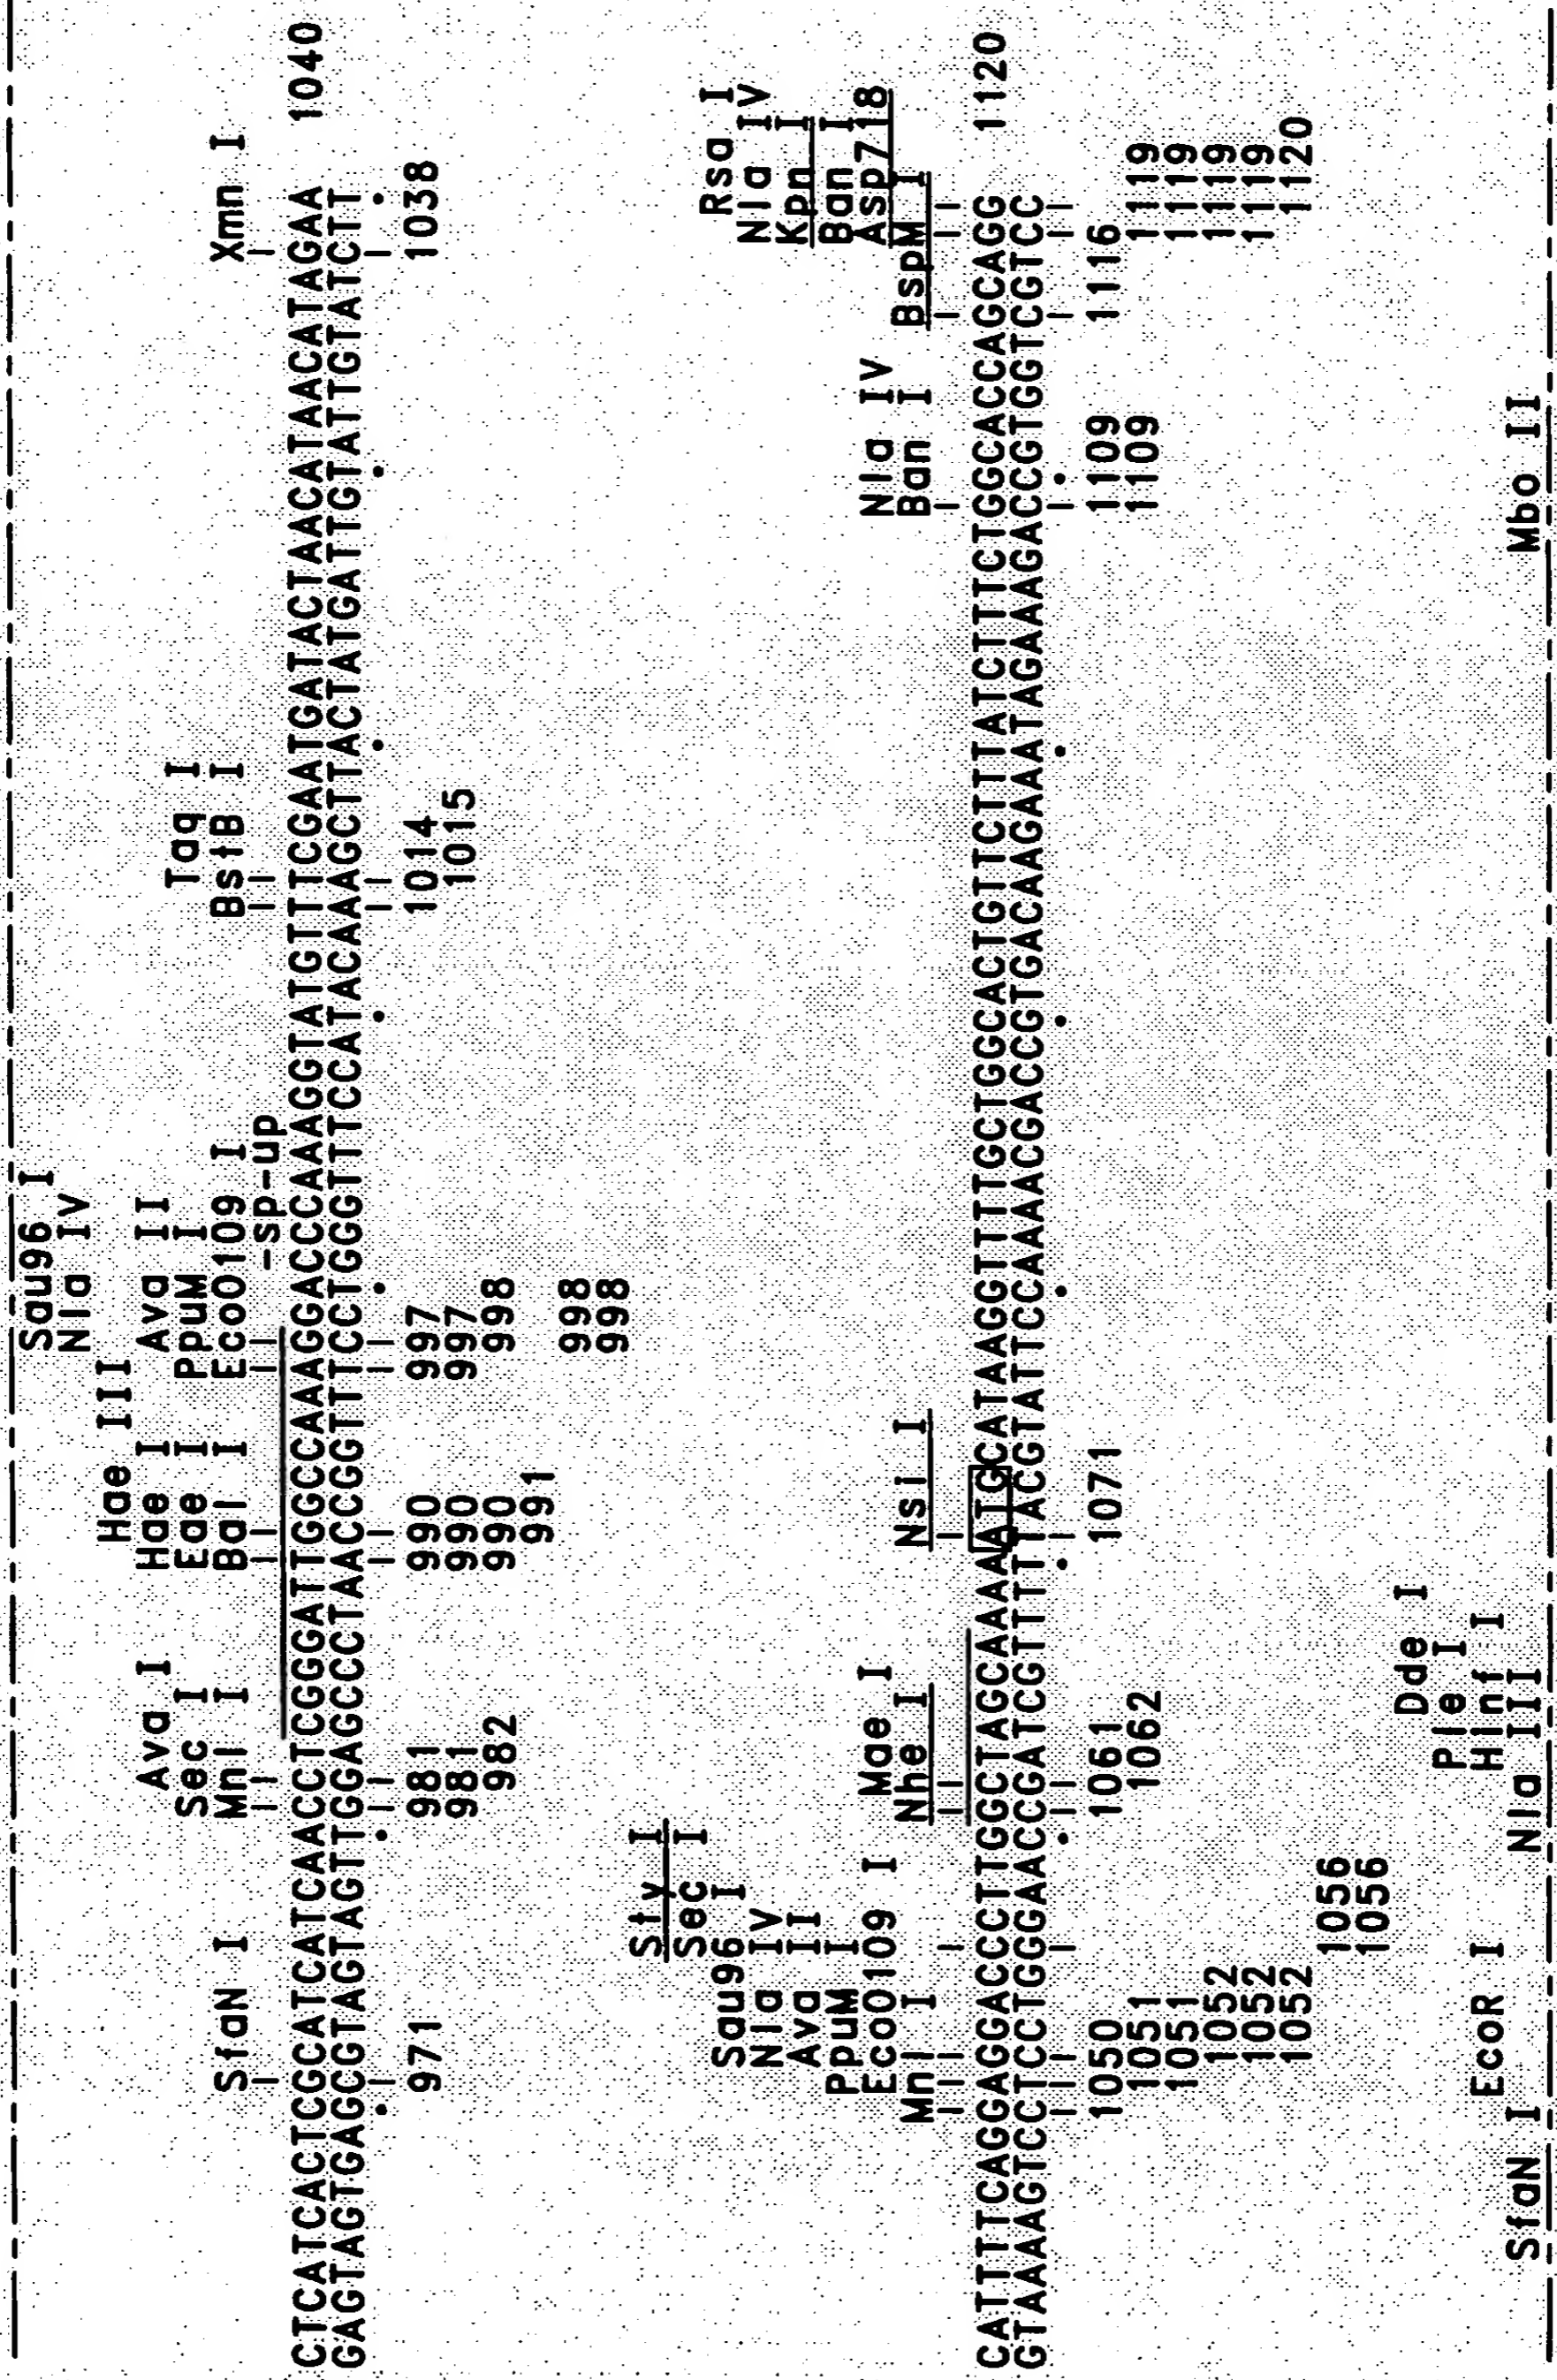 Sau96 I
Nla IV
Hae III
Ava I Hae I Ava II
Sec I Eae I PpuM I Taq I
SfaN I Mnl I Bal I EcoO109 I BstB I Xmn I
-sp-up
CTCATCACTCGCATCATCAACCTCGGGATTGGCCAAAGGACCCAAAGGTATGTTTCGAATGATACTAACATAACATAGAA 1040
GAGTAGTGAGCGTAGTAGTTGGAGCCCTAACCGGTTTCCTGGGTTTCCATACAAAGCTTACTATGATTGTATTGTATCTT
971 981 990 997 1014 1038
981 990 997 1015
982 990 998
991
998
998
Sty I
Sec I Rsa I
Sau96 I Nla IV
Nla IV Kpn I
Ava II Ban I
PpuM I Asp718
EcoO109 I Mae I Nla IV
Mnl I Nhe I Nsi I Ban I BspM I
CATTTTCAGGAGGACCCTTGGCTAGCAAAAATGCATAAGGTTTTGCTGGCACTGTTCTTTATCTTTCTGGCACCAGCAGG 1120
GTAAAAGTCCTCCTGGGAACCGATCGTTTTTACGTATTCCAAAACGACCGTGACAAGAAATAGAAAGACCGTGGTCGTCC
1050 1061 1071 1109 1116
1051 1062 1109 1119
1051 1119
1052 1119
1052 1119
1052 1120
1056
1056
Dde I
Ple I
EcoR I Hinf I
SfaN I Nla III Mbo II